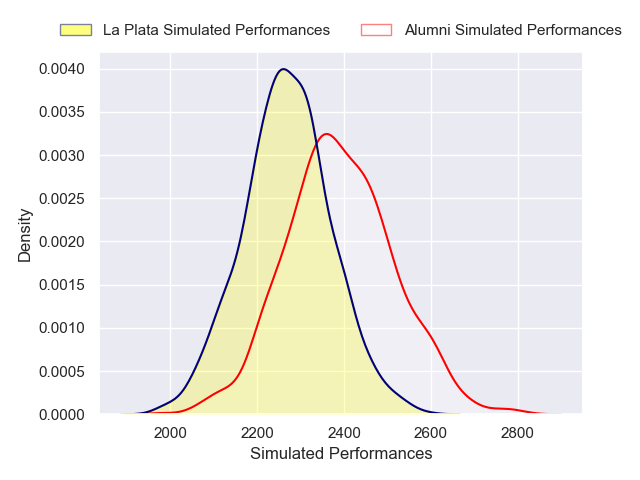 La Plata Simulated Performances
Alumni Simulated Performances
0.0040
0.0035
0.0030
0.0025
0.0020
0.0015
0.0010
0.0005
0.0000
Density
2000 2200 2400 2600 2800
Simulated Performances